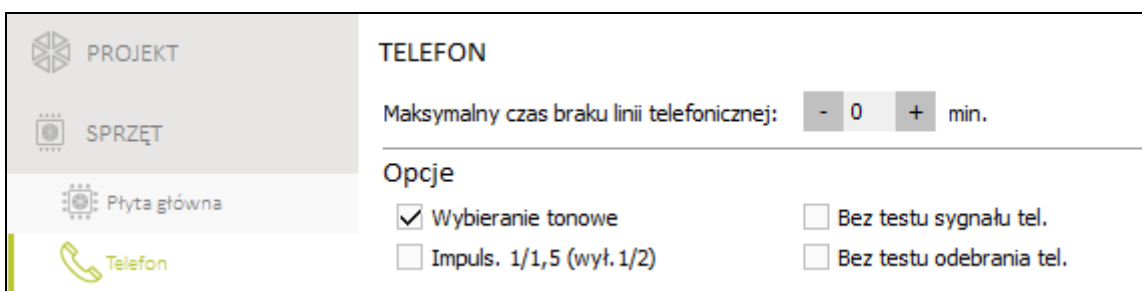 PROJEKT
SPRZĘT
Płyta główna
Telefon
TELEFON
Maksymalny czas braku linii telefonicznej: - 0 + min.
Opcje
Wybieranie tonowe
Bez testu sygnału tel.
Impuls. 1/1,5 (wył.1/2)
Bez testu odebrania tel.